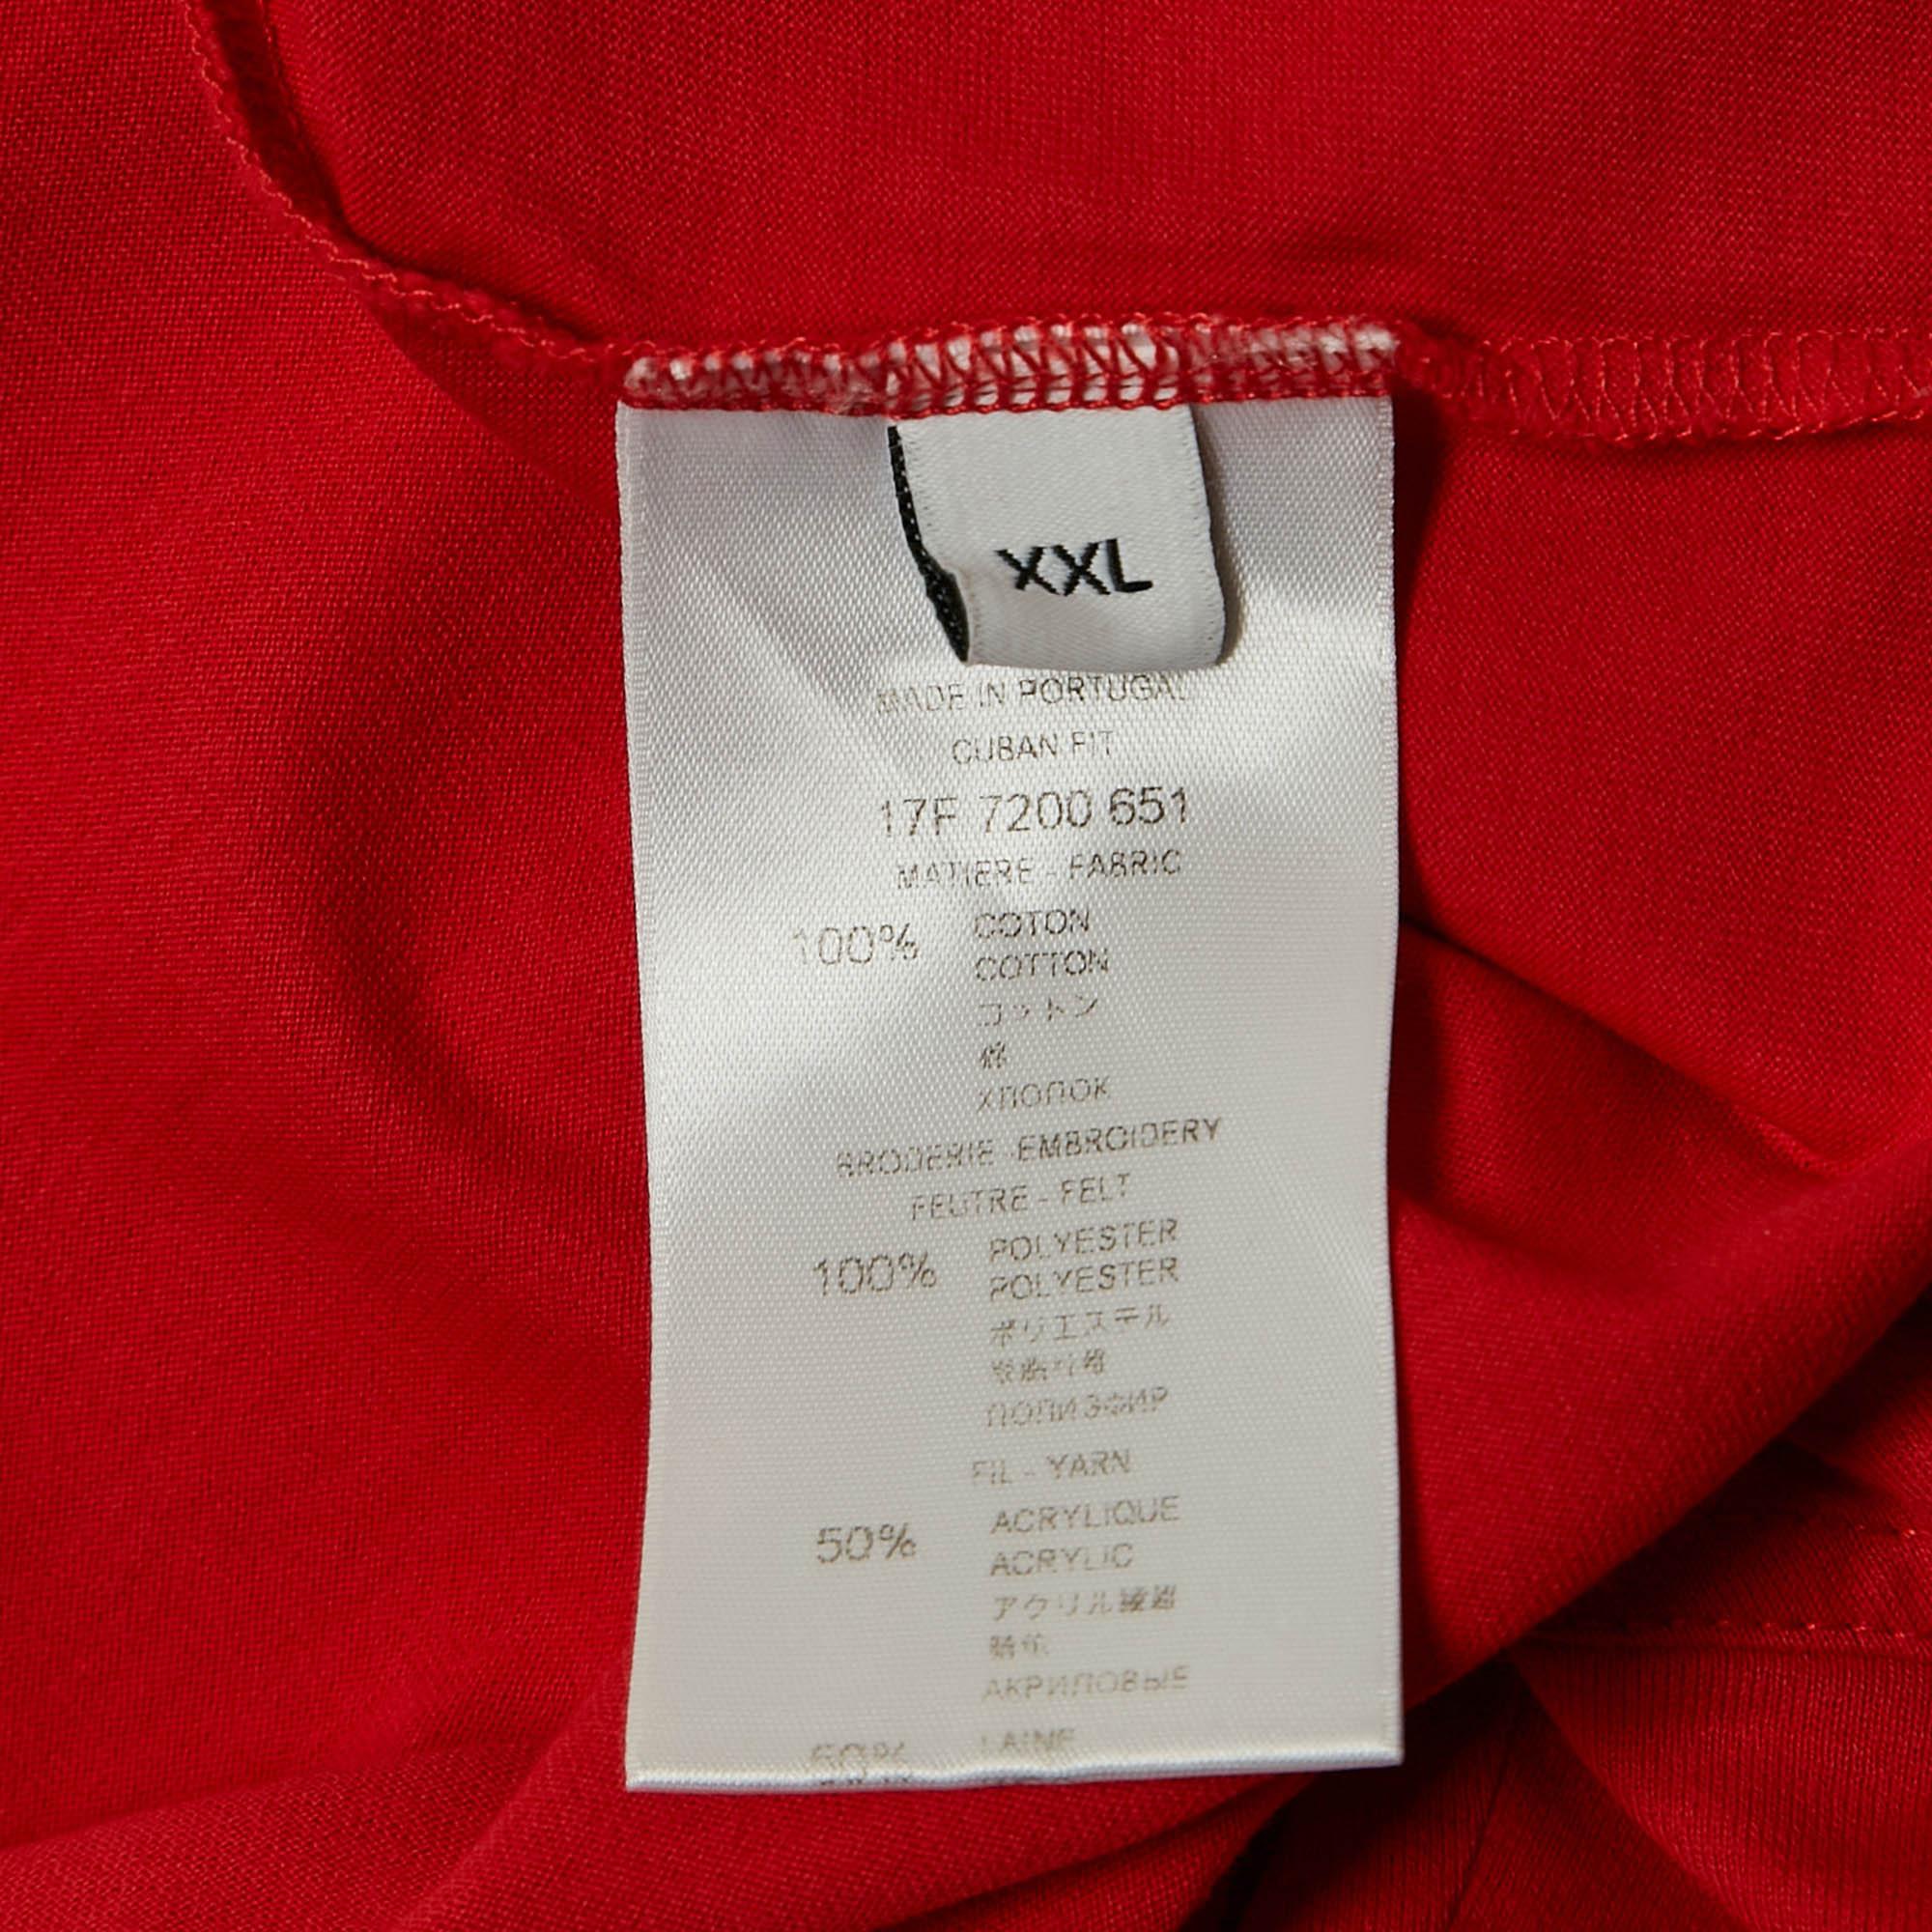 XXL
MADE IN PORTUGAL
CUBAN FIT
17F 7200 651
MATIERE - FABRIC
100% COTON
COTTON
コットン
棉
ХЛОПОК
BRODERIE - EMBROIDERY
FEUTRE - FELT
100% POLYESTER
POLYESTER
ポリエステル
ПОЛИЭФИР
FIL - YARN
50% ACRYLIQUE
ACRYLIC
アクリル繊維
АКРИЛОВЫЕ
50% LAINE